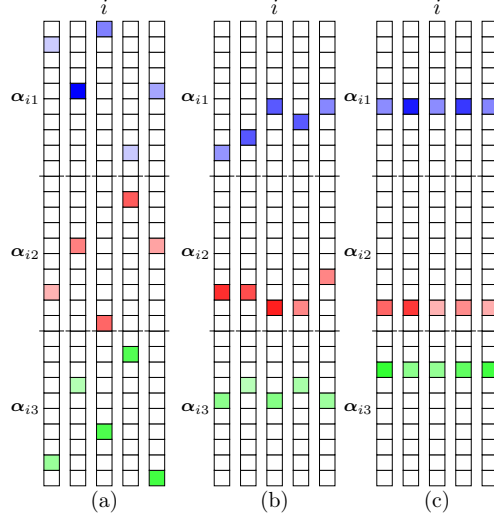 i i i
α_{i1} α_{i1} α_{i1}
α_{i2} α_{i2} α_{i2}
α_{i3} α_{i3} α_{i3}
(a) (b) (c)